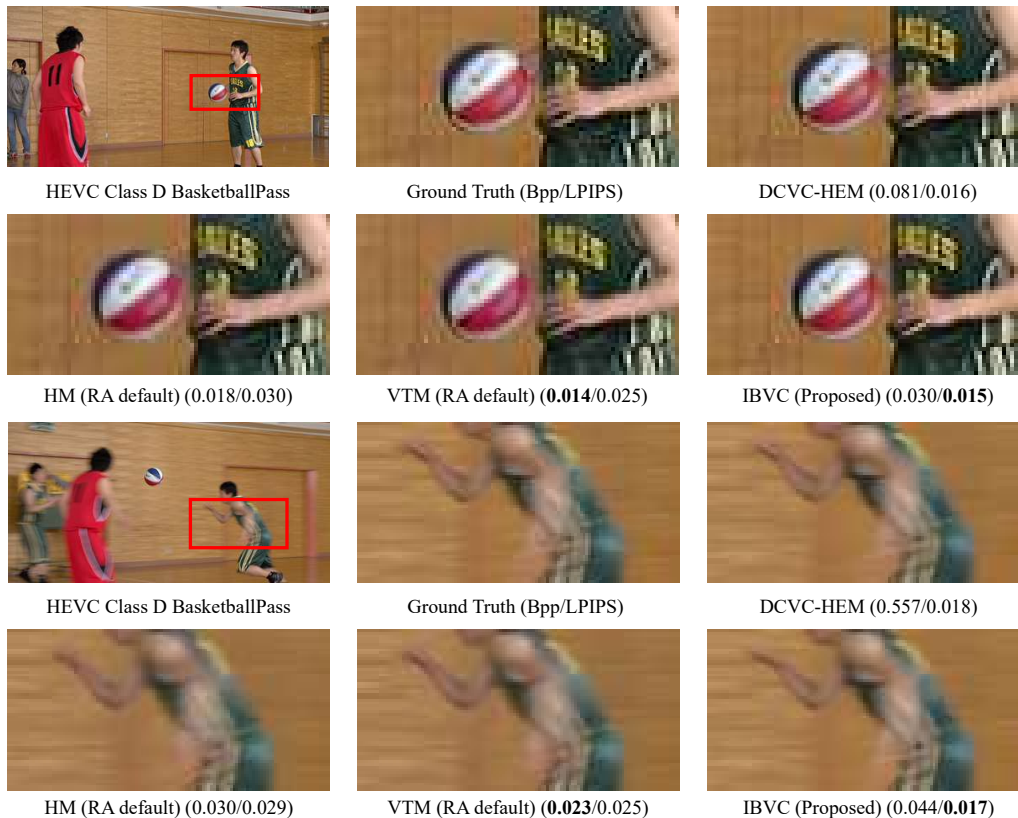 11
HEVC Class D BasketballPass
Ground Truth (Bpp/LPIPS)
DCVC-HEM (0.081/0.016)
HM (RA default) (0.018/0.030)
VTM (RA default) (0.014/0.025)
IBVC (Proposed) (0.030/0.015)
HEVC Class D BasketballPass
Ground Truth (Bpp/LPIPS)
DCVC-HEM (0.557/0.018)
HM (RA default) (0.030/0.029)
VTM (RA default) (0.023/0.025)
IBVC (Proposed) (0.044/0.017)